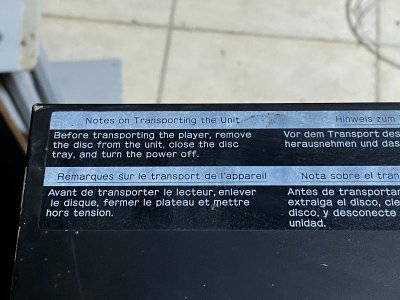 Notes on Transporting the Unit
Before transporting the player, remove
the disc from the unit, close the disc
tray, and turn the power off.
Hinweis zum
Vor dem Transport des
herausnehmen und das
Remarques sur le transport de l'appareil
Avant de transporter le lecteur, enlever
le disque, fermer le plateau et mettre
hors tension.
Nota sobre el tran
Antes de transportar
extraiga el disco, cie
disco, y desconecte
unidad.